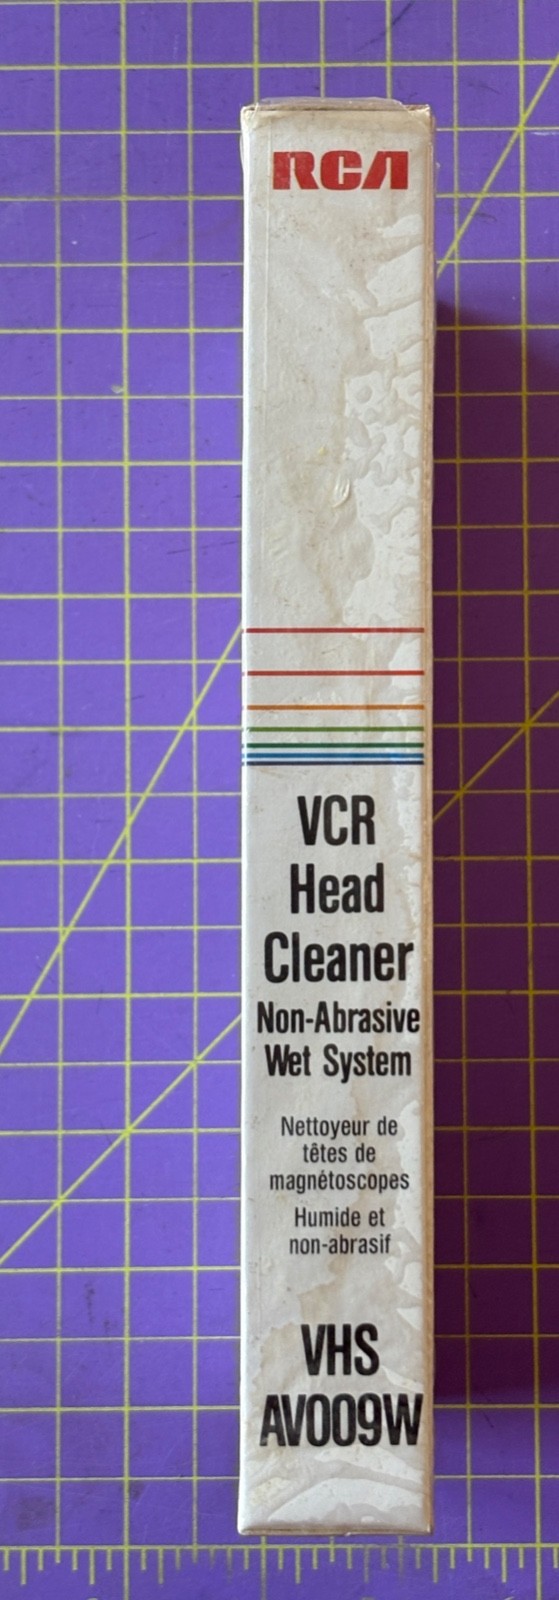 RCA
VCR
Head
Cleaner
Non-Abrasive
Wet System
Nettoyeur de
têtes de
magnétoscopes
Humide et
non-abrasif
VHS
AV009W